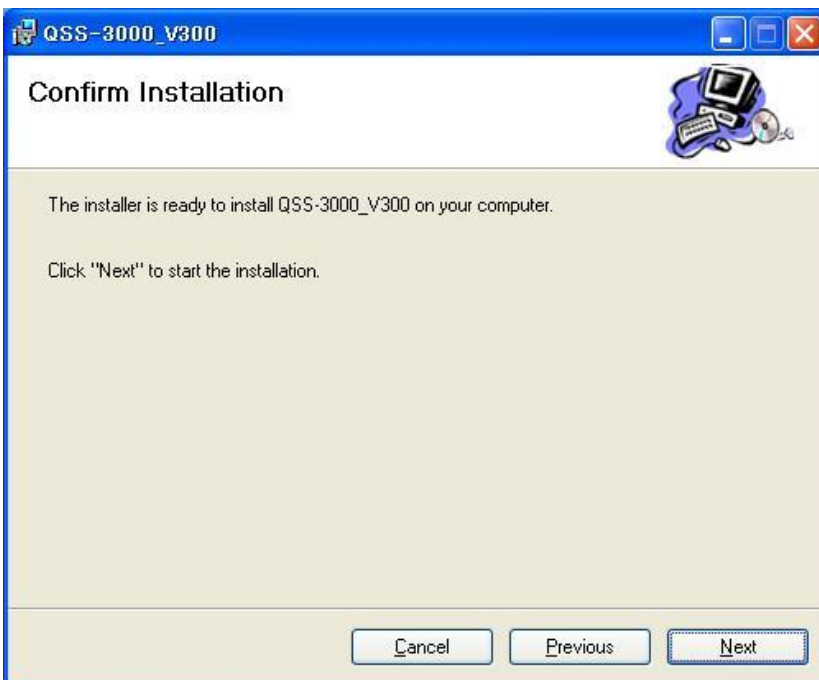 QSS-3000_V300
Confirm Installation
The installer is ready to install QSS-3000_V300 on your computer.
Click "Next" to start the installation.
Cancel
Previous
Next